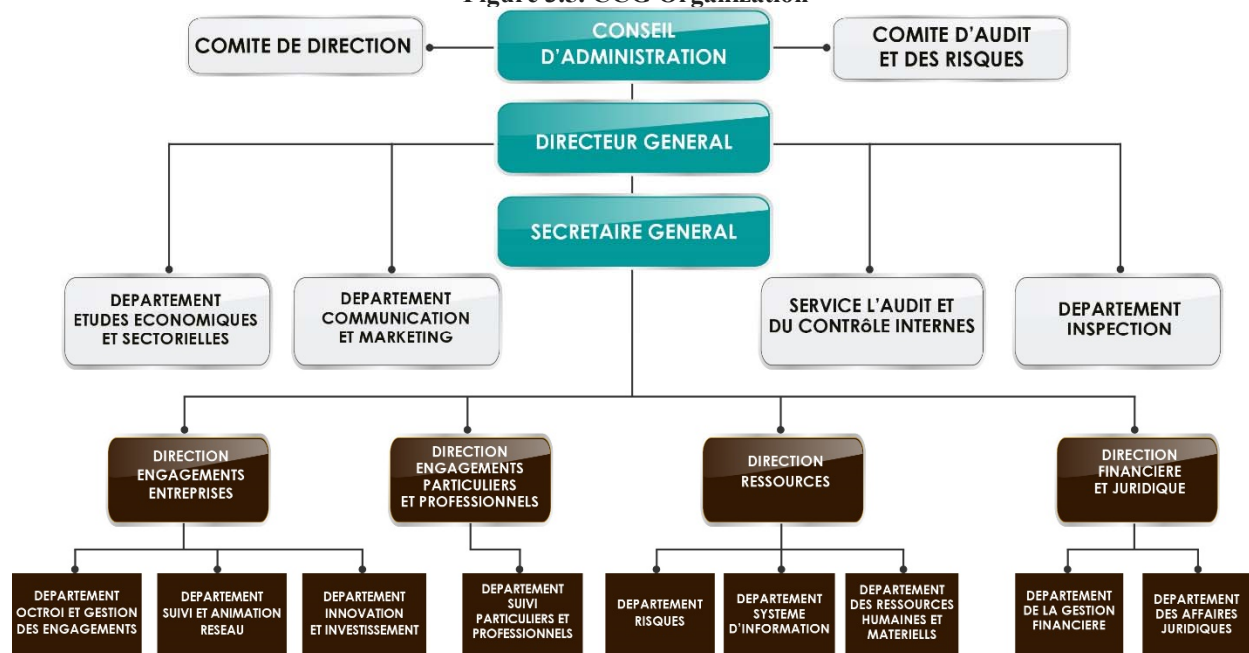 Figure 3.3. CCG Organization
COMITE DE DIRECTION
CONSEIL
D'ADMINISTRATION
COMITE D'AUDIT
ET DES RISQUES
DIRECTEUR GENERAL
SECRETAIRE GENERAL
DEPARTEMENT
ETUDES ECONOMIQUES
ET SECTORIELLES
DEPARTEMENT
COMMUNICATION
ET MARKETING
SERVICE L'AUDIT ET
DU CONTRôLE INTERNES
DEPARTEMENT
INSPECTION
DIRECTION
ENGAGEMENTS
ENTREPRISES
DIRECTION
ENGAGEMENTS
PARTICULIERS
ET PROFESSIONNELS
DIRECTION
RESSOURCES
DIRECTION
FINANCIERE
ET JURIDIQUE
DEPARTEMENT
OCTROI ET GESTION
DES ENGAGEMENTS
DEPARTEMENT
SUIVI ET ANIMATION
RESEAU
DEPARTEMENT
INNOVATION
ET INVESTISSEMENT
DEPARTEMENT
SUIVI
PARTICULIERS ET
PROFESSIONNELS
DEPARTEMENT
RISQUES
DEPARTEMENT
SYSTEME
D'INFORMATION
DEPARTEMENT
DES RESSOURCES
HUMAINES ET
MATERIELLS
DEPARTEMENT
DE LA GESTION
FINANCIERE
DEPARTEMENT
DES AFFAIRES
JURIDIQUES